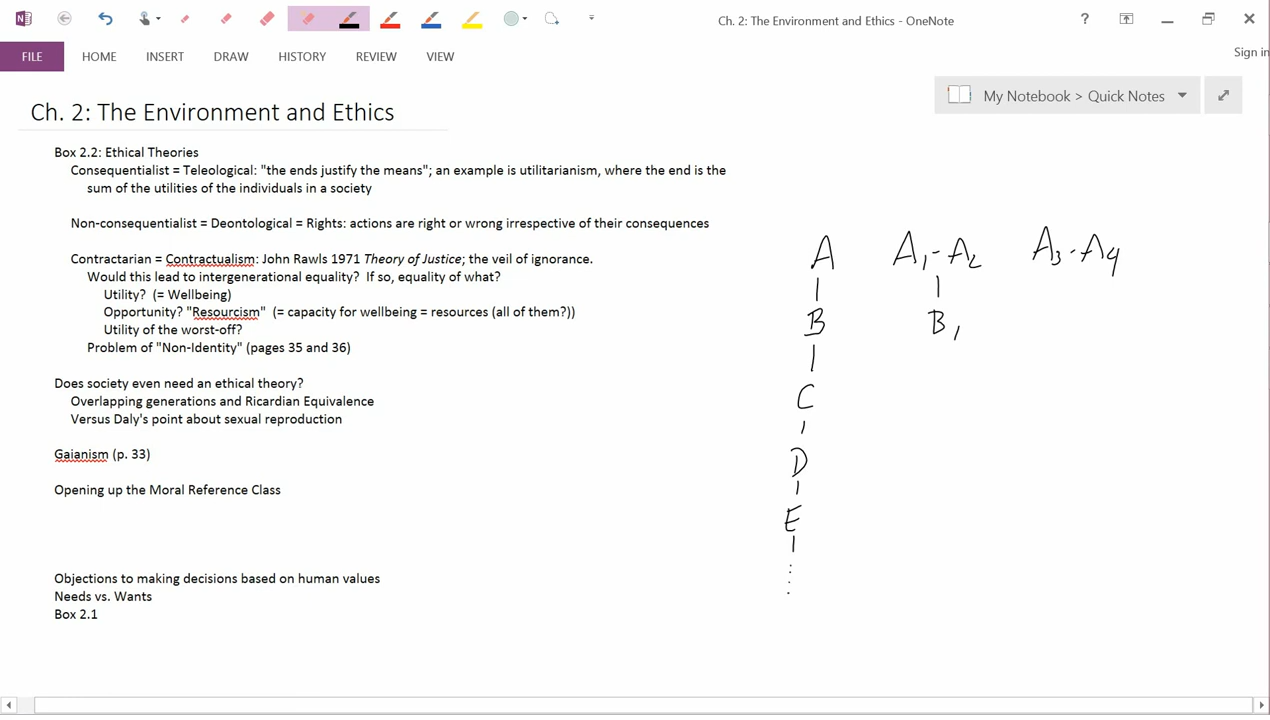 Ch. 2: The Environment and Ethics - OneNote
?
Sign in
FILE HOME INSERT DRAW HISTORY REVIEW VIEW
My Notebook > Quick Notes
Ch. 2: The Environment and Ethics
Box 2.2: Ethical Theories
Consequentialist = Teleological: "the ends justify the means"; an example is utilitarianism, where the end is the
sum of the utilities of the individuals in a society
Non-consequentialist = Deontological = Rights: actions are right or wrong irrespective of their consequences
Contractarian = Contractualism: John Rawls 1971 Theory of Justice; the veil of ignorance.
Would this lead to intergenerational equality? If so, equality of what?
Utility? (= Wellbeing)
Opportunity? "Resourcism" (= capacity for wellbeing = resources (all of them?))
Utility of the worst-off?
Problem of "Non-Identity" (pages 35 and 36)
Does society even need an ethical theory?
Overlapping generations and Ricardian Equivalence
Versus Daly's point about sexual reproduction
Gaianism (p. 33)
Opening up the Moral Reference Class
Objections to making decisions based on human values
Needs vs. Wants
Box 2.1
A A1 - A2 A3 - A4
B B1
C
D
E